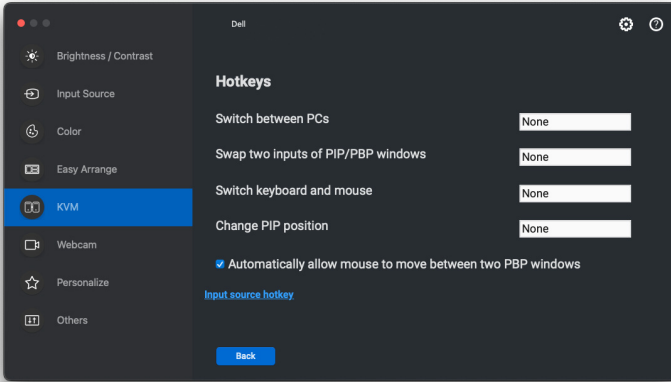 Dell
Brightness / Contrast
Input Source
Color
Easy Arrange
KVM
Webcam
Personalize
Others
Hotkeys
Switch between PCs
None
Swap two inputs of PIP/PBP windows
None
Switch keyboard and mouse
None
Change PIP position
None
Automatically allow mouse to move between two PBP windows
Input source hotkey
Back